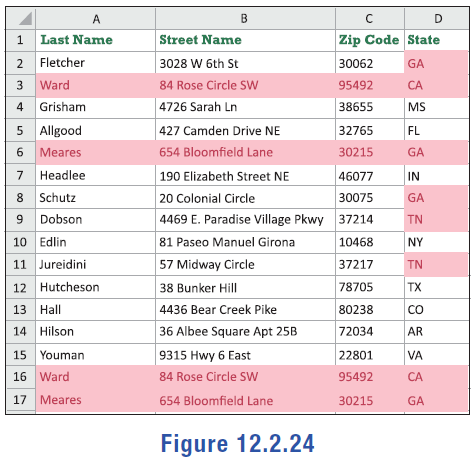 A B C D
1 Last Name Street Name Zip Code State
2 Fletcher 3028 W 6th St 30062 GA
3 Ward 84 Rose Circle SW 95492 CA
4 Grisham 4726 Sarah Ln 38655 MS
5 Allgood 427 Camden Drive NE 32765 FL
6 Meares 654 Bloomfield Lane 30215 GA
7 Headlee 190 Elizabeth Street NE 46077 IN
8 Schutz 20 Colonial Circle 30075 GA
9 Dobson 4469 E. Paradise Village Pkwy 37214 TN
10 Edlin 81 Paseo Manuel Girona 10468 NY
11 Jureidini 57 Midway Circle 37217 TN
12 Hutcheson 38 Bunker Hill 78705 TX
13 Hall 4436 Bear Creek Pike 80238 CO
14 Hilson 36 Albee Square Apt 25B 72034 AR
15 Youman 9315 Hwy 6 East 22801 VA
16 Ward 84 Rose Circle SW 95492 CA
17 Meares 654 Bloomfield Lane 30215 GA
Figure 12.2.24